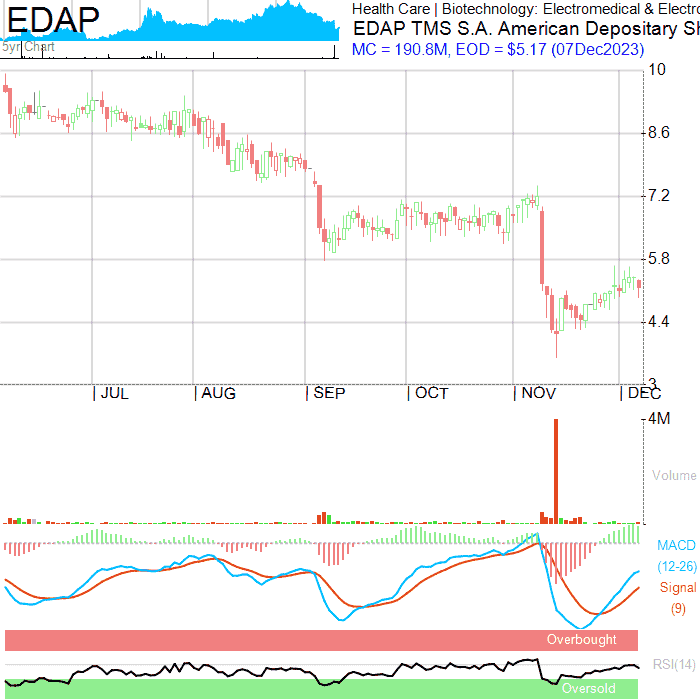 EDAP
5yr Chart
Health Care | Biotechnology: Electromedical & Electro
EDAP TMS S.A. American Depositary Sh
MC = 190.8M, EOD = $5.17 (07Dec2023)
10
8.6
7.2
5.8
4.4
3
| JUL | AUG | SEP | OCT | NOV | DEC
4M
Volume
MACD
(12-26)
Signal
(9)
Overbought
RSI(14)
Oversold